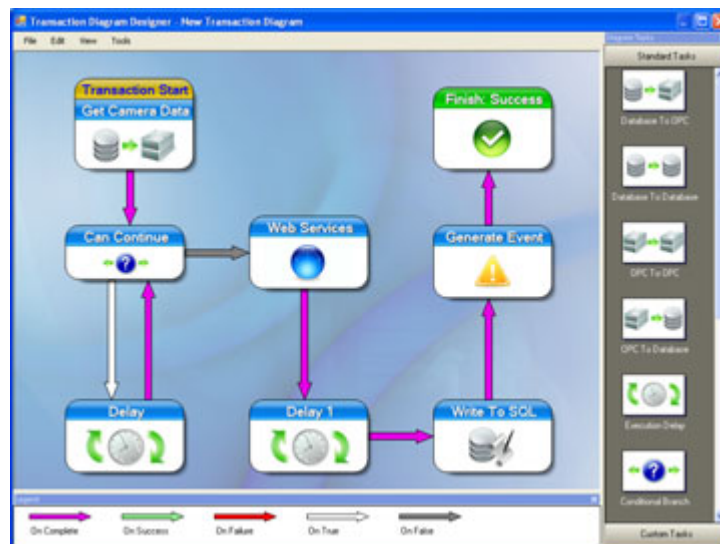 Transaction Diagram Designer - New Transaction Diagram
File Edit View Tools
Diagram Tasks
Standard Tasks
Transaction Start
Get Camera Data
Finish: Success
Database To OPC
Can Continue
Web Services
Generate Event
Database To Database
OPC To OPC
OPC To Database
Delay
Delay 1
Write To SQL
Execution Delay
Conditional Branch
Legend
On Complete On Success On Failure On True On False
Custom Tasks